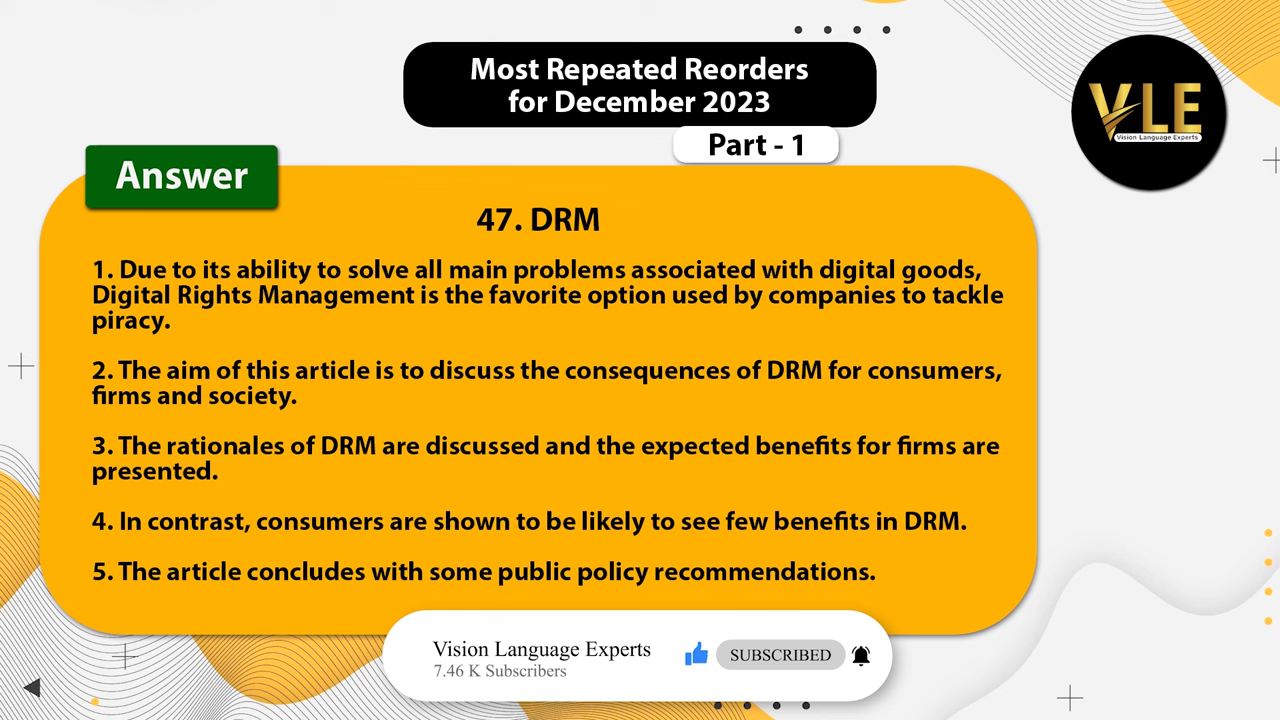 Most Repeated Reorders
for December 2023
Part - 1
VLE
Vision Language Experts
Answer
47. DRM
1. Due to its ability to solve all main problems associated with digital goods,
Digital Rights Management is the favorite option used by companies to tackle
piracy.
2. The aim of this article is to discuss the consequences of DRM for consumers,
firms and society.
3. The rationales of DRM are discussed and the expected benefits for firms are
presented.
4. In contrast, consumers are shown to be likely to see few benefits in DRM.
5. The article concludes with some public policy recommendations.
Vision Language Experts
7.46 K Subscribers
SUBSCRIBED